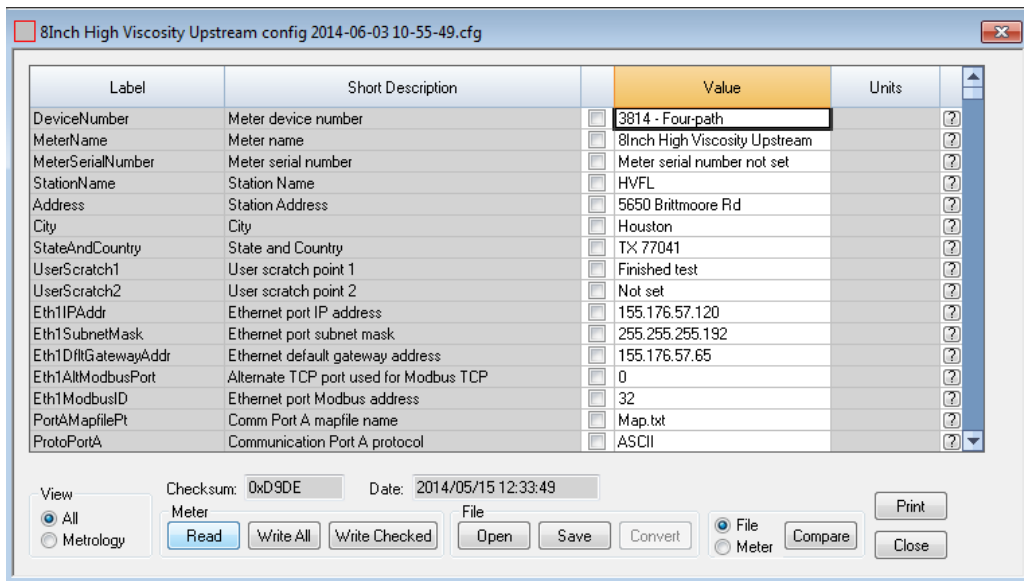 8Inch High Viscosity Upstream config 2014-06-03 10-55-49.cfg
Label Short Description Value Units
DeviceNumber Meter device number 3814 - Four-path ?
MeterName Meter name 8Inch High Viscosity Upstream ?
MeterSerialNumber Meter serial number Meter serial number not set ?
StationName Station Name HVFL ?
Address Station Address 5650 Brittmoore Rd ?
City City Houston ?
StateAndCountry State and Country TX 77041 ?
UserScratch1 User scratch point 1 Finished test ?
UserScratch2 User scratch point 2 Not set ?
Eth1IPAddr Ethernet port IP address 155.176.57.120 ?
Eth1SubnetMask Ethernet port subnet mask 255.255.255.192 ?
Eth1DfltGatewayAddr Ethernet default gateway address 155.176.57.65 ?
Eth1AltModbusPort Alternate TCP port used for Modbus TCP 0 ?
Eth1ModbusID Ethernet port Modbus address 32 ?
PortAMapfilePt Comm Port A mapfile name Map.txt ?
ProtoPortA Communication Port A protocol ASCII ?
View Checksum: 0xD9DE Date: 2014/05/15 12:33:49
All Meter File File Print
Metrology Read Write All Write Checked Open Save Convert Meter Compare Close